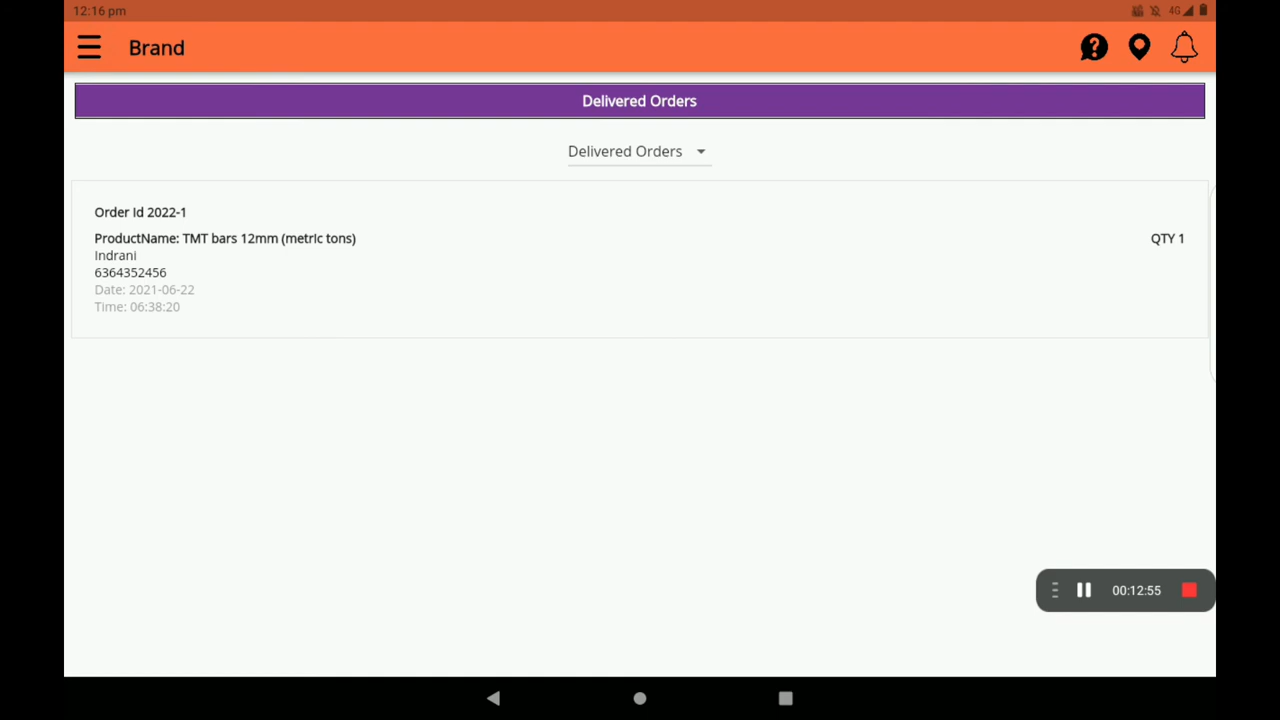 12:16 pm
4G
Brand
Delivered Orders
Delivered Orders
Order Id 2022-1
ProductName: TMT bars 12mm (metric tons)
QTY 1
Indrani
6364352456
Date: 2021-06-22
Time: 06:38:20
00:12:55